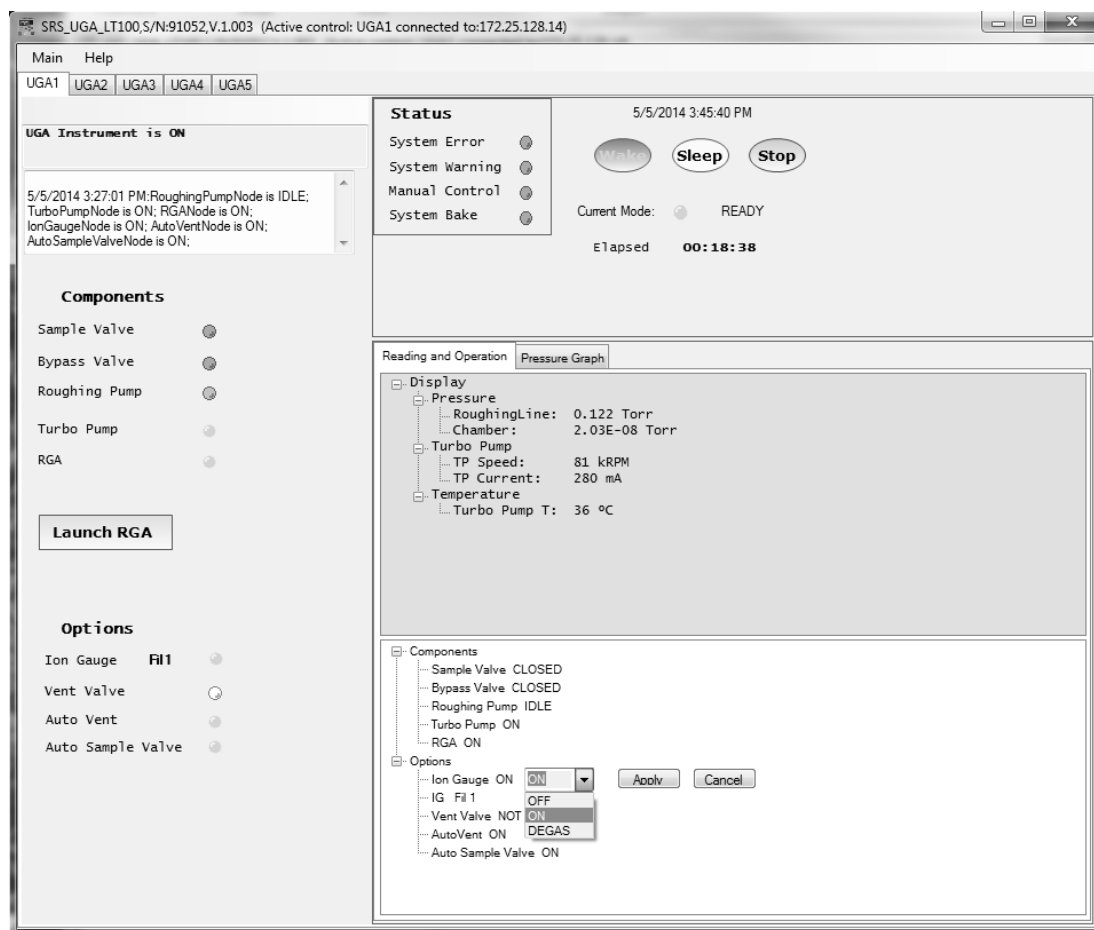 SRS_UGA_LT100,S/N:91052,V.1.003 (Active control: UGA1 connected to:172.25.128.14)
Main Help
UGA1 UGA2 UGA3 UGA4 UGA5
UGA Instrument is ON
5/5/2014 3:27:01 PM:RoughingPumpNode is IDLE;
TurboPumpNode is ON; RGANode is ON;
IonGaugeNode is ON; AutoVentNode is ON;
AutoSampleValveNode is ON;
Components
Sample Valve
Bypass Valve
Roughing Pump
Turbo Pump
RGA
Launch RGA
Options
Ion Gauge Fil1
Vent Valve
Auto Vent
Auto Sample Valve
Status
System Error
System Warning
Manual Control
System Bake
5/5/2014 3:45:40 PM
Wake Sleep Stop
Current Mode: READY
Elapsed 00:18:38
Reading and Operation Pressure Graph
Display
Pressure
RoughingLine: 0.122 Torr
Chamber: 2.03E-08 Torr
Turbo Pump
TP Speed: 81 kRPM
TP Current: 280 mA
Temperature
Turbo Pump T: 36 ºC
Components
Sample Valve CLOSED
Bypass Valve CLOSED
Roughing Pump IDLE
Turbo Pump ON
RGA ON
Options
Ion Gauge ON ON Apply Cancel
IG Fil 1 OFF
Vent Valve NOT ON
AutoVent ON DEGAS
Auto Sample Valve ON